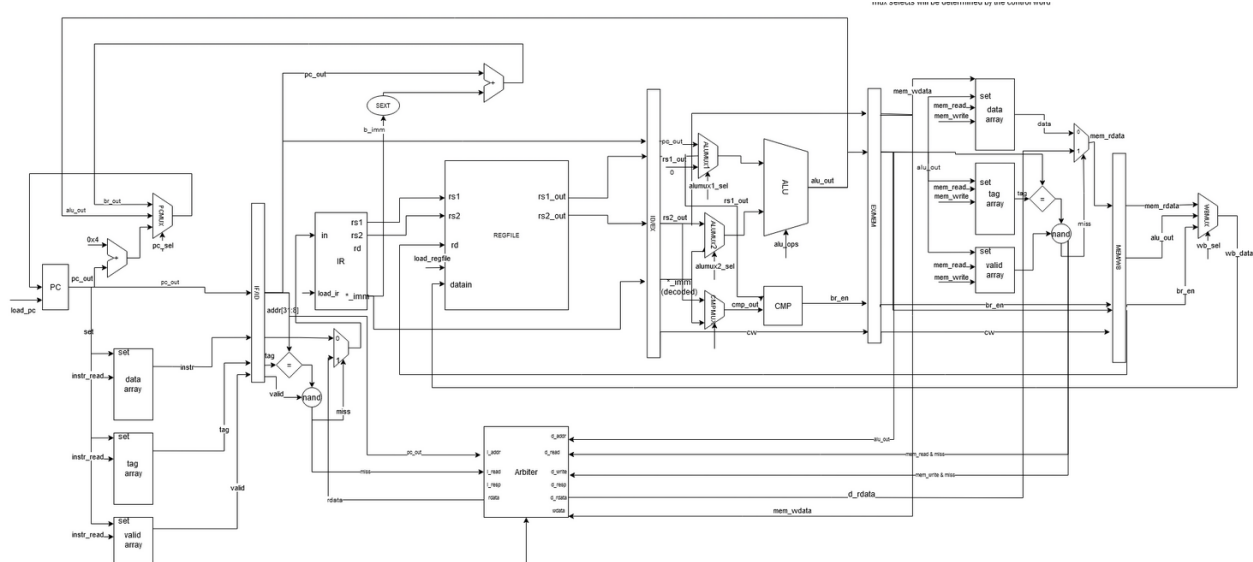 mux selects will be determined by the control word
pc_out
SEXT
b_imm
br_out
alu_out
PCMUX
pc_sel
0x4
+
PC
pc_out
load_pc
pc_out
set
set
instr_read
data
array
instr
set
instr_read
tag
array
tag
set
instr_read
valid
array
valid
IF/ID
addr[31:8]
tag
=
valid
nand
miss
0
1
in
IR
rs1
rs2
rd
load_ir
*_imm
rs1
rs2
rd
load_regfile
datain
REGFILE
rs1_out
rs2_out
ID/EX
pc_out
rs1_out
0
ALUMUX1
alumux1_sel
rs1_out
rs2_out
ALUMUX2
alumux2_sel
*_imm
(decoded)
CMPMUX
cmp_out
CMP
br_en
cw
ALU
alu_ops
alu_out
EX/MEM
mem_wdata
alu_out
set
mem_read
mem_write
data
array
data
set
mem_read
mem_write
tag
array
tag
=
nand
mem_read
mem_write
valid
array
0
1
mem_rdata
miss
br_en
cw
MEM/WB
mem_rdata
alu_out
br_en
WBMUX
wb_sel
wb_data
pc_out
miss
rdata
i_addr
i_read
i_resp
rdata
Arbiter
d_addr
d_read
d_write
d_resp
d_rdata
wdata
alu_out
mem_read & miss
mem_write & miss
d_rdata
mem_wdata